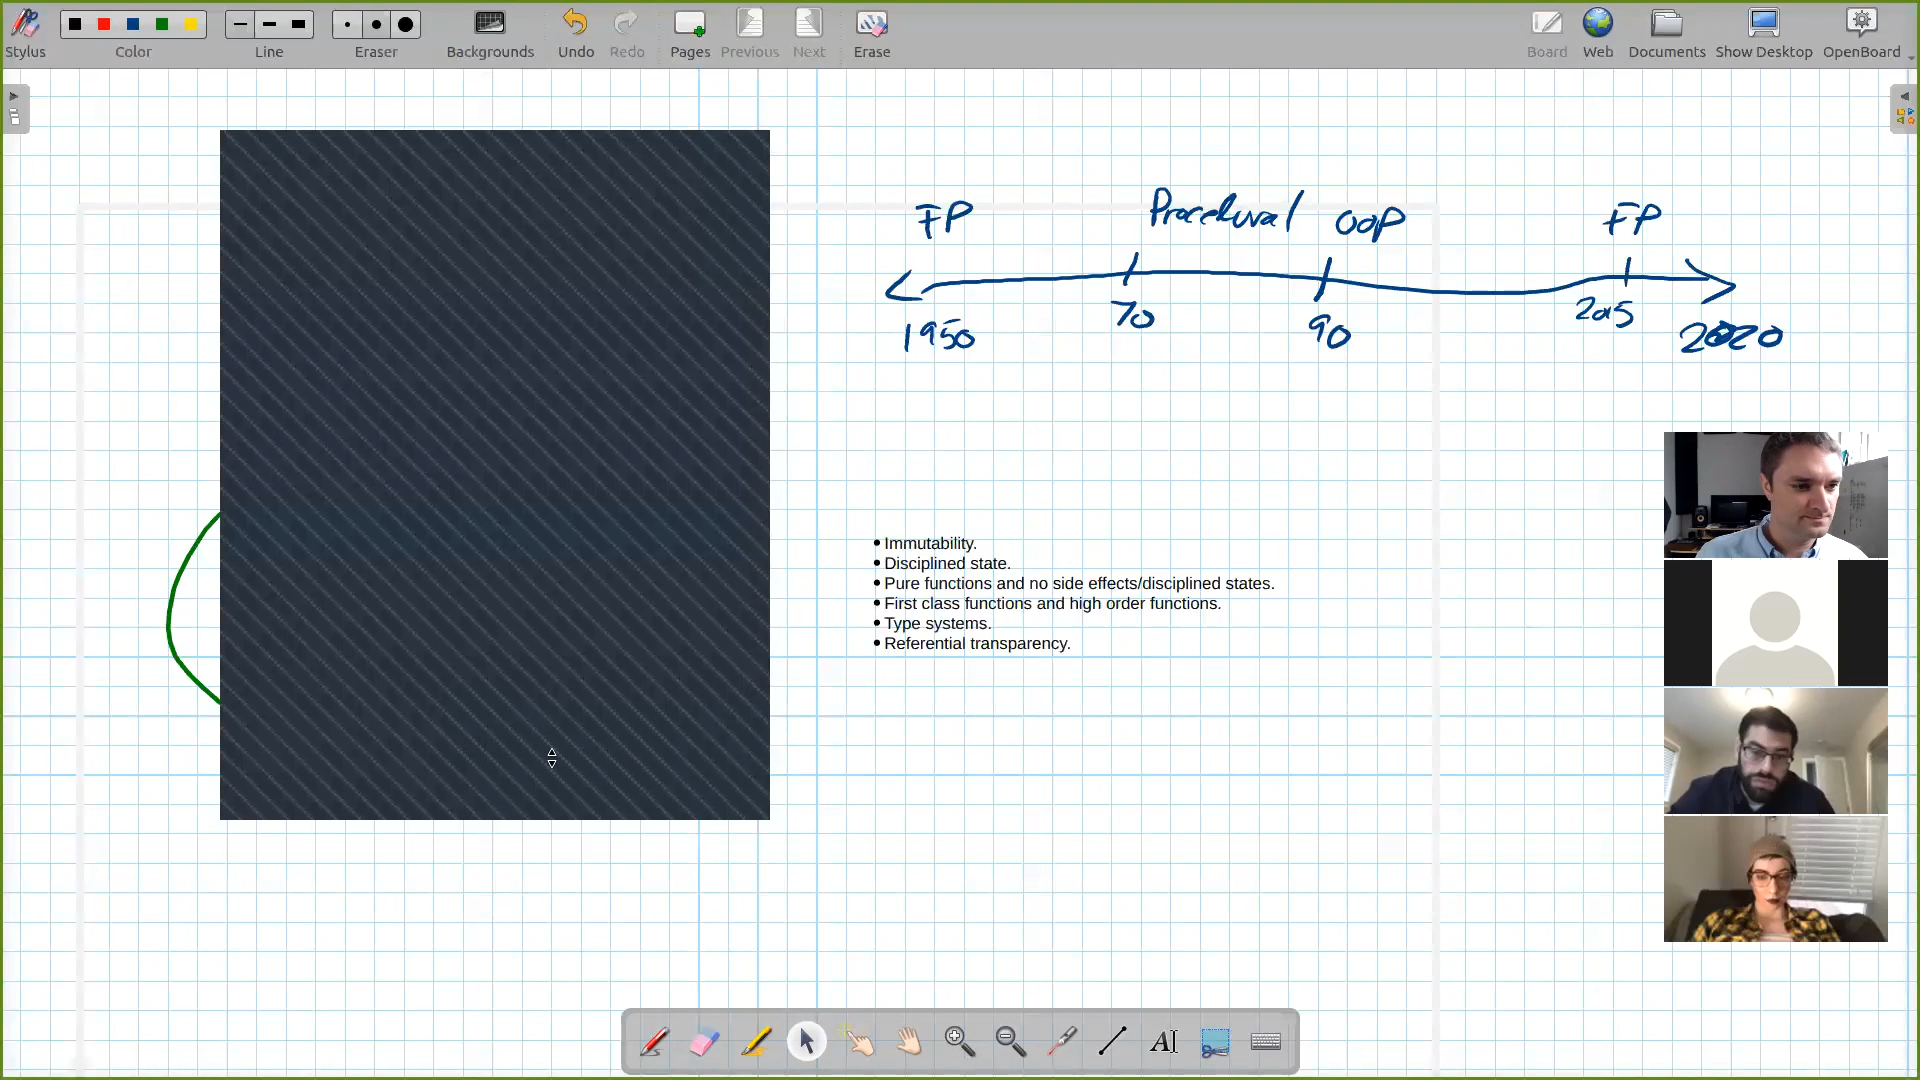 Stylus Color Line Eraser Backgrounds Undo Redo Pages Previous Next Erase Board Web Documents Show Desktop OpenBoard
FP Procedural OOP FP
1950 70 90 2015 2020
• Immutability.
• Disciplined state.
• Pure functions and no side effects/disciplined states.
• First class functions and high order functions.
• Type systems.
• Referential transparency.